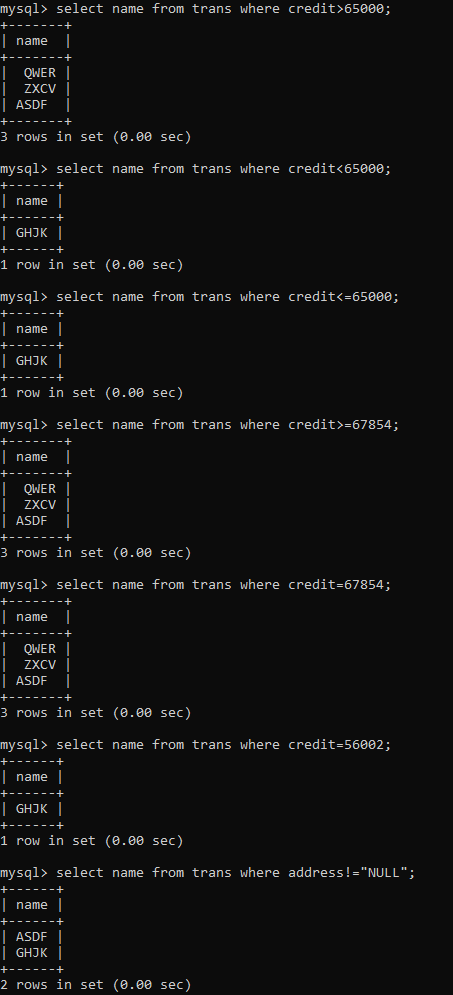 mysql> select name from trans where credit>65000;
+-------+
| name  |
+-------+
|  QWER |
|  ZXCV |
| ASDF  |
+-------+
3 rows in set (0.00 sec)

mysql> select name from trans where credit<65000;
+------+
| name |
+------+
| GHJK |
+------+
1 row in set (0.00 sec)

mysql> select name from trans where credit<=65000;
+------+
| name |
+------+
| GHJK |
+------+
1 row in set (0.00 sec)

mysql> select name from trans where credit>=67854;
+-------+
| name  |
+-------+
|  QWER |
|  ZXCV |
| ASDF  |
+-------+
3 rows in set (0.00 sec)

mysql> select name from trans where credit=67854;
+-------+
| name  |
+-------+
|  QWER |
|  ZXCV |
| ASDF  |
+-------+
3 rows in set (0.00 sec)

mysql> select name from trans where credit=56002;
+------+
| name |
+------+
| GHJK |
+------+
1 row in set (0.00 sec)

mysql> select name from trans where address!="NULL";
+------+
| name |
+------+
| ASDF |
| GHJK |
+------+
2 rows in set (0.00 sec)